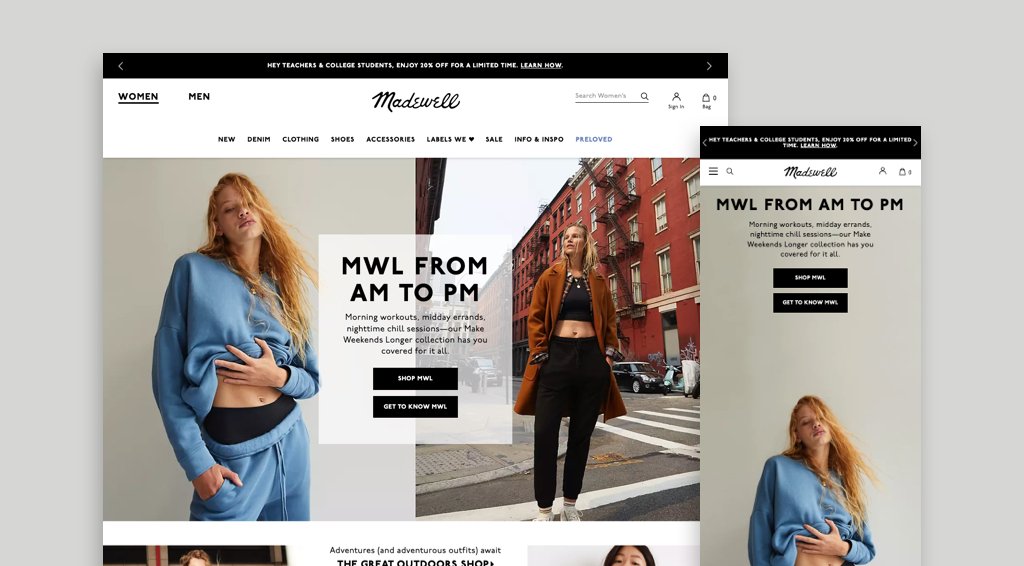 HEY TEACHERS & COLLEGE STUDENTS, ENJOY 20% OFF FOR A LIMITED TIME. LEARN HOW.
WOMEN MEN Madewell Search Women's Sign In Bag 0
NEW DENIM CLOTHING SHOES ACCESSORIES LABELS WE ♥ SALE INFO & INSPO PRELOVED
MWL FROM
AM TO PM
Morning workouts, midday errands,
nighttime chill sessions—our Make
Weekends Longer collection has you
covered for it all.
SHOP MWL
GET TO KNOW MWL
Adventures (and adventurous outfits) await
THE GREAT OUTDOORS SHOP
HEY TEACHERS & COLLEGE STUDENTS, ENJOY 20% OFF FOR A LIMITED
TIME. LEARN HOW.
Madewell 0
MWL FROM AM TO PM
Morning workouts, midday errands,
nighttime chill sessions—our Make
Weekends Longer collection has you
covered for it all.
SHOP MWL
GET TO KNOW MWL